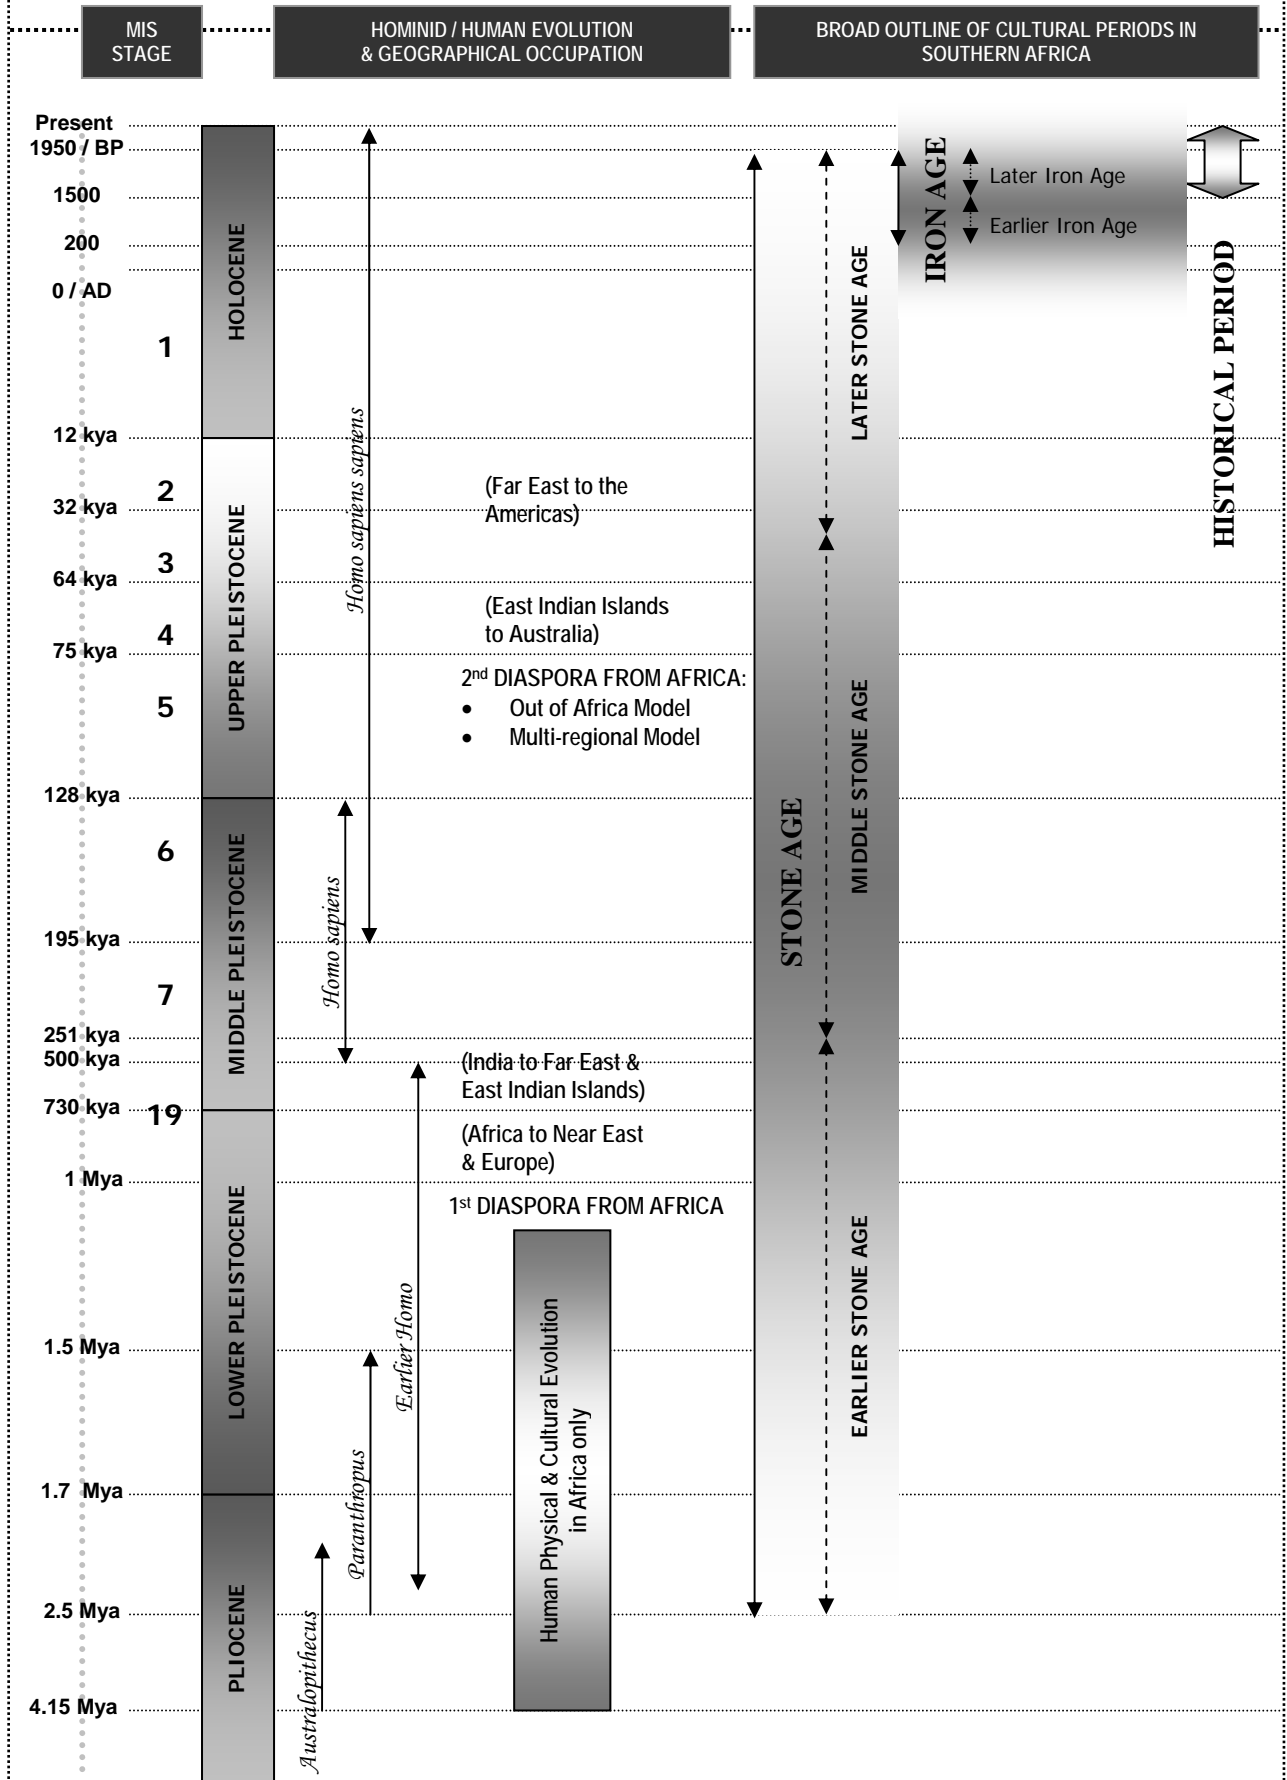 MIS
STAGE
HOMINID / HUMAN EVOLUTION
& GEOGRAPHICAL OCCUPATION
BROAD OUTLINE OF CULTURAL PERIODS IN
SOUTHERN AFRICA
Present
1950 / BP
1500
200
0 / AD
1
12 kya
2
32 kya
3
64 kya
4
75 kya
5
128 kya
6
195 kya
7
251 kya
500 kya
730 kya
19
1 Mya
1.5 Mya
1.7 Mya
2.5 Mya
4.15 Mya
HOLOCENE
UPPER PLEISTOCENE
MIDDLE PLEISTOCENE
LOWER PLEISTOCENE
PLIOCENE
Homo sapiens sapiens
Homo sapiens
Earlier Homo
Paranthropus
Australopithecus
(Far East to the
Americas)
(East Indian Islands
to Australia)
2nd DIASPORA FROM AFRICA:
• Out of Africa Model
• Multi-regional Model
(India to Far East &
East Indian Islands)
(Africa to Near East
& Europe)
1st DIASPORA FROM AFRICA
Human Physical & Cultural Evolution
in Africa only
STONE AGE
LATER STONE AGE
MIDDLE STONE AGE
EARLIER STONE AGE
IRON AGE
Later Iron Age
Earlier Iron Age
HISTORICAL PERIOD